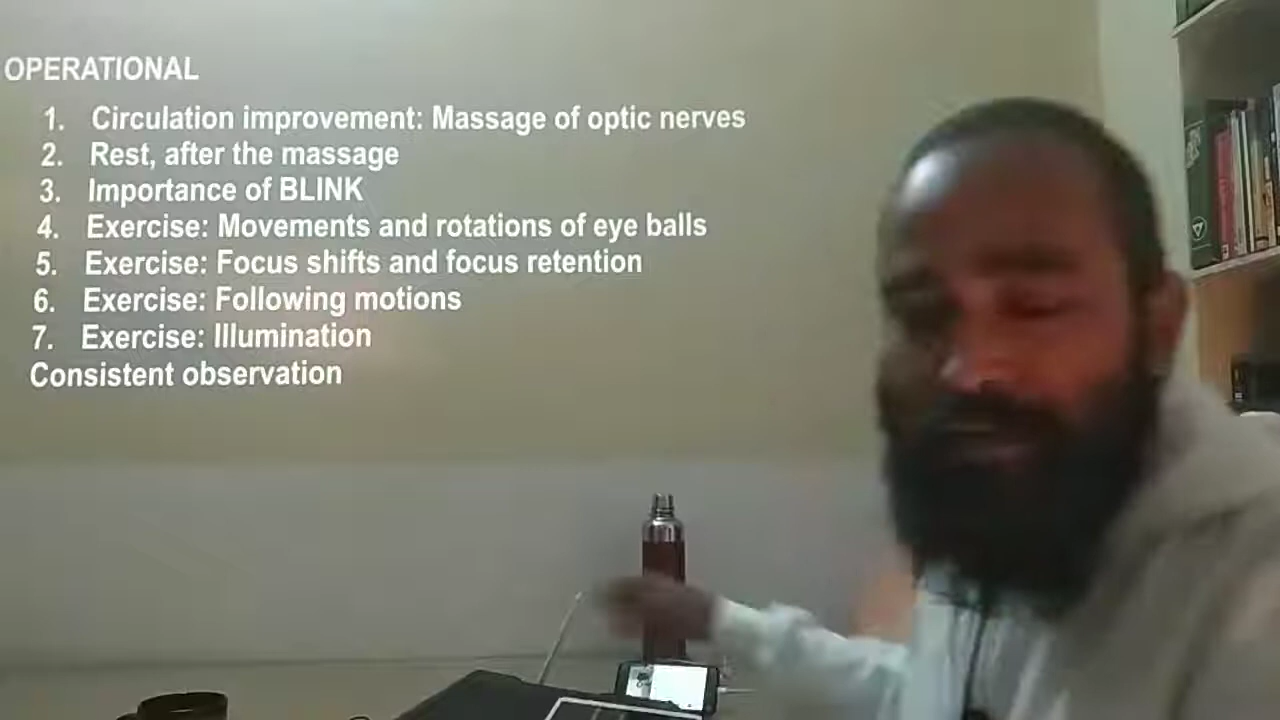 OPERATIONAL
1. Circulation improvement: Massage of optic nerves
2. Rest, after the massage
3. Importance of BLINK
4. Exercise: Movements and rotations of eye balls
5. Exercise: Focus shifts and focus retention
6. Exercise: Following motions
7. Exercise: Illumination
Consistent observation